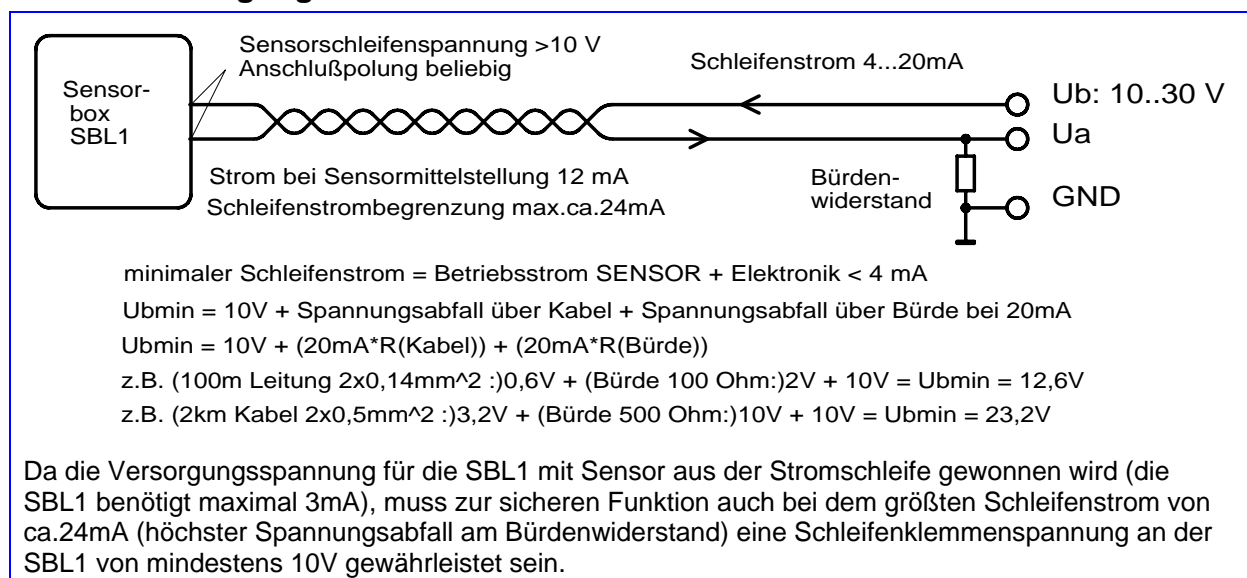 Sensorschleifenspannung >10 V
Anschlußpolung beliebig
Schleifenstrom 4...20mA
Sensor-
box
SBL1
Ub: 10..30 V
Ua
Strom bei Sensormittelstellung 12 mA
Schleifenstrombegrenzung max.ca.24mA
Bürden-
widerstand
GND
minimaler Schleifenstrom = Betriebsstrom SENSOR + Elektronik < 4 mA
Ubmin = 10V + Spannungsabfall über Kabel + Spannungsabfall über Bürde bei 20mA
Ubmin = 10V + (20mA*R(Kabel)) + (20mA*R(Bürde))
z.B. (100m Leitung 2x0,14mm^2 :)0,6V + (Bürde 100 Ohm:)2V + 10V = Ubmin = 12,6V
z.B. (2km Kabel 2x0,5mm^2 :)3,2V + (Bürde 500 Ohm:)10V + 10V = Ubmin = 23,2V
Da die Versorgungsspannung für die SBL1 mit Sensor aus der Stromschleife gewonnen wird (die
SBL1 benötigt maximal 3mA), muss zur sicheren Funktion auch bei dem größten Schleifenstrom von
ca.24mA (höchster Spannungsabfall am Bürdenwiderstand) eine Schleifenklemmenspannung an der
SBL1 von mindestens 10V gewährleistet sein.